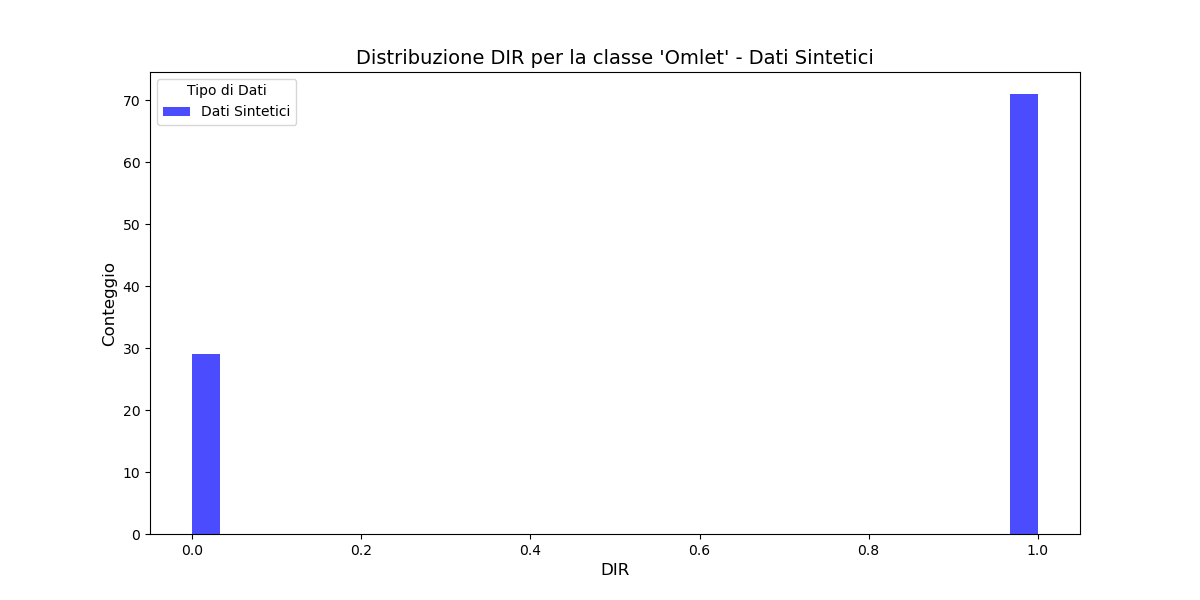 Distribuzione DIR per la classe 'Omlet' - Dati Sintetici
Tipo di Dati
Dati Sintetici
70
60
50
40
30
20
10
0
Conteggio
0.0 0.2 0.4 0.6 0.8 1.0
DIR